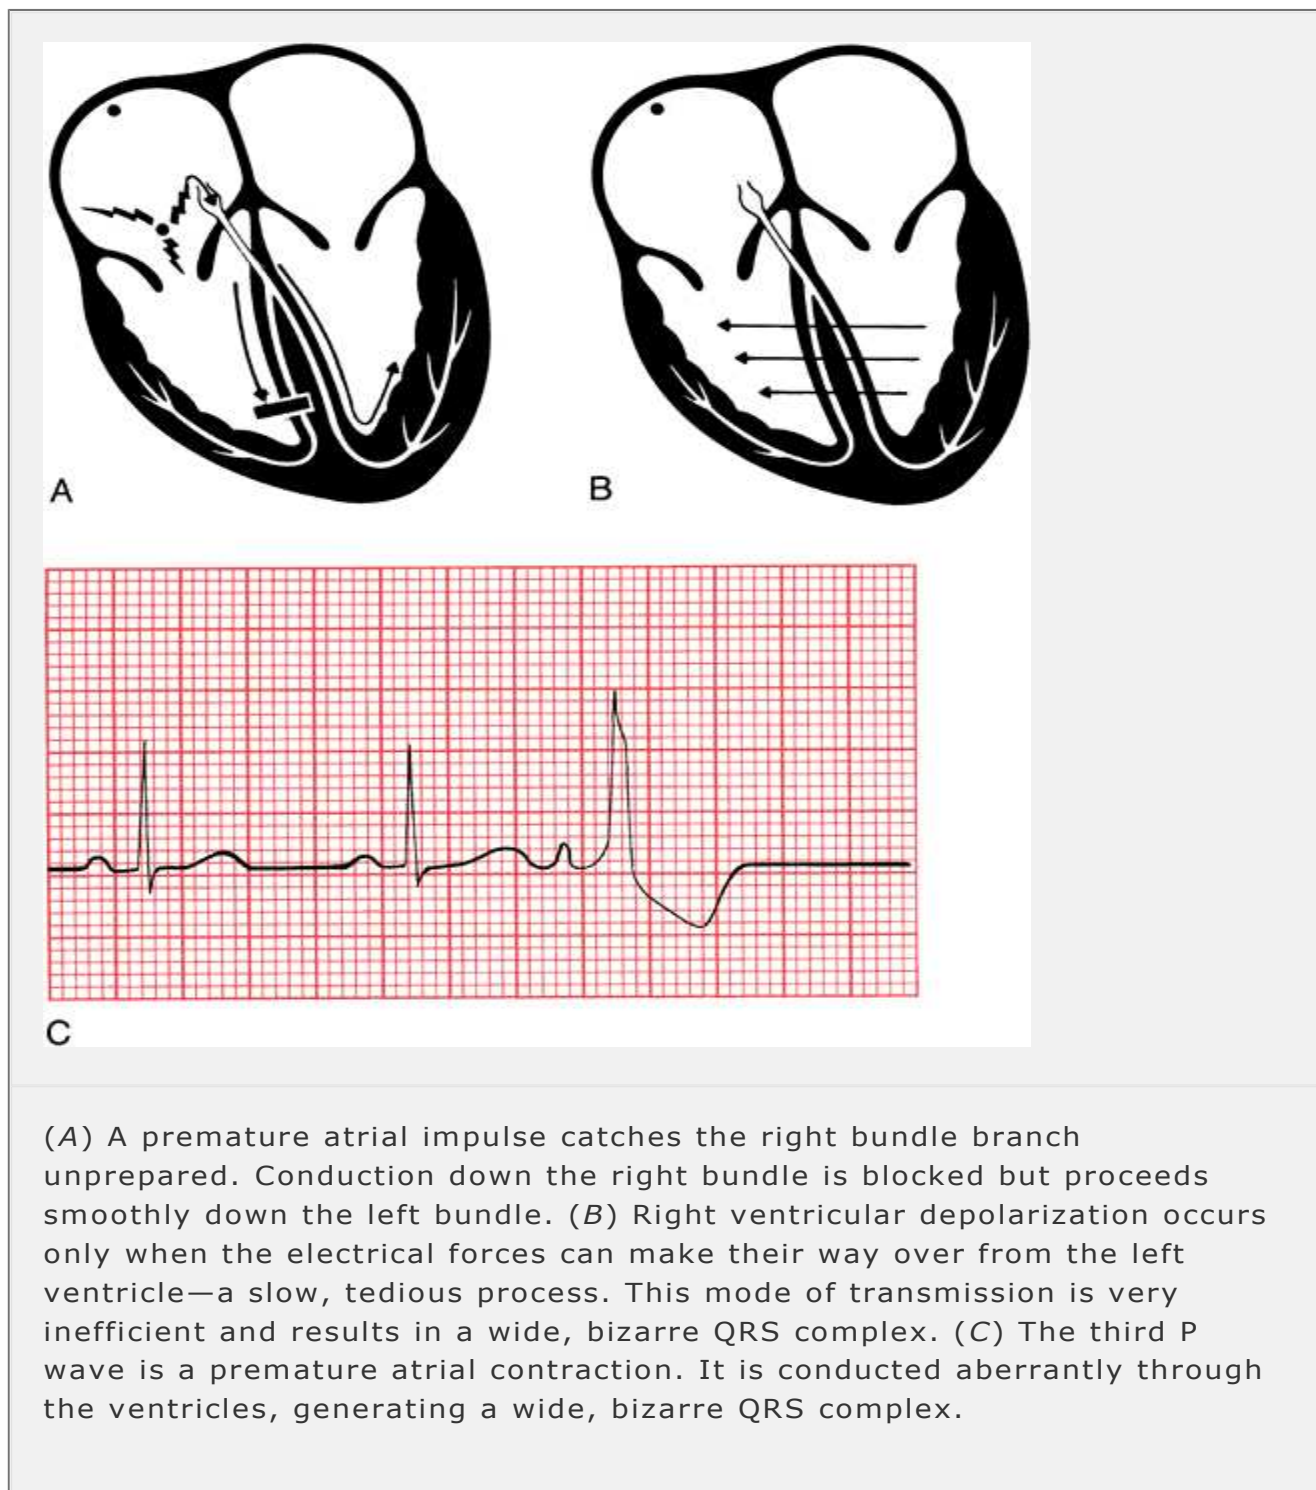 A
B
C
(A) A premature atrial impulse catches the right bundle branch
unprepared. Conduction down the right bundle is blocked but proceeds
smoothly down the left bundle. (B) Right ventricular depolarization occurs
only when the electrical forces can make their way over from the left
ventricle—a slow, tedious process. This mode of transmission is very
inefficient and results in a wide, bizarre QRS complex. (C) The third P
wave is a premature atrial contraction. It is conducted aberrantly through
the ventricles, generating a wide, bizarre QRS complex.